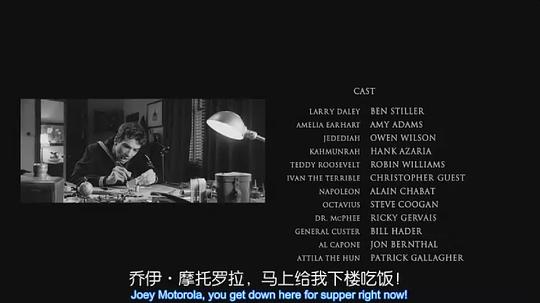 CAST
LARRY DALEY BEN STILLER
AMELIA EARHART AMY ADAMS
JEDEDIAH OWEN WILSON
KAHMUNRAH HANK AZARIA
TEDDY ROOSEVELT ROBIN WILLIAMS
IVAN THE TERRIBLE CHRISTOPHER GUEST
NAPOLEON ALAIN CHABAT
OCTAVIUS STEVE COOGAN
DR. McPHEE RICKY GERVAIS
GENERAL CUSTER BILL HADER
AL CAPONE JON BERNTHAL
ATTILA THE HUN PATRICK GALLAGHER
乔伊·摩托罗拉，马上给我下楼吃饭！
Joey Motorola, you get down here for supper right now!